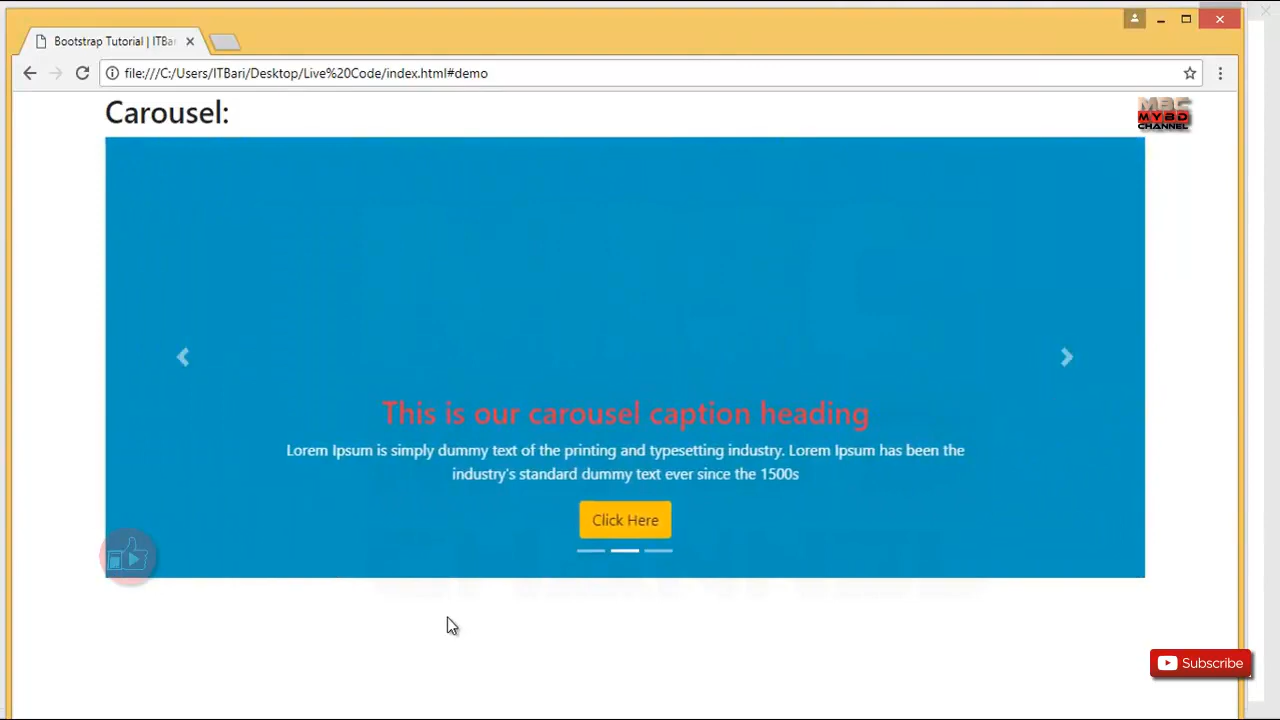 Bootstrap Tutorial | ITBa
file:///C:/Users/ITBari/Desktop/Live%20Code/index.html#demo
Carousel:
MBC
MYBD
CHANNEL
This is our carousel caption heading
Lorem Ipsum is simply dummy text of the printing and typesetting industry. Lorem Ipsum has been the
industry's standard dummy text ever since the 1500s
Click Here
Subscribe